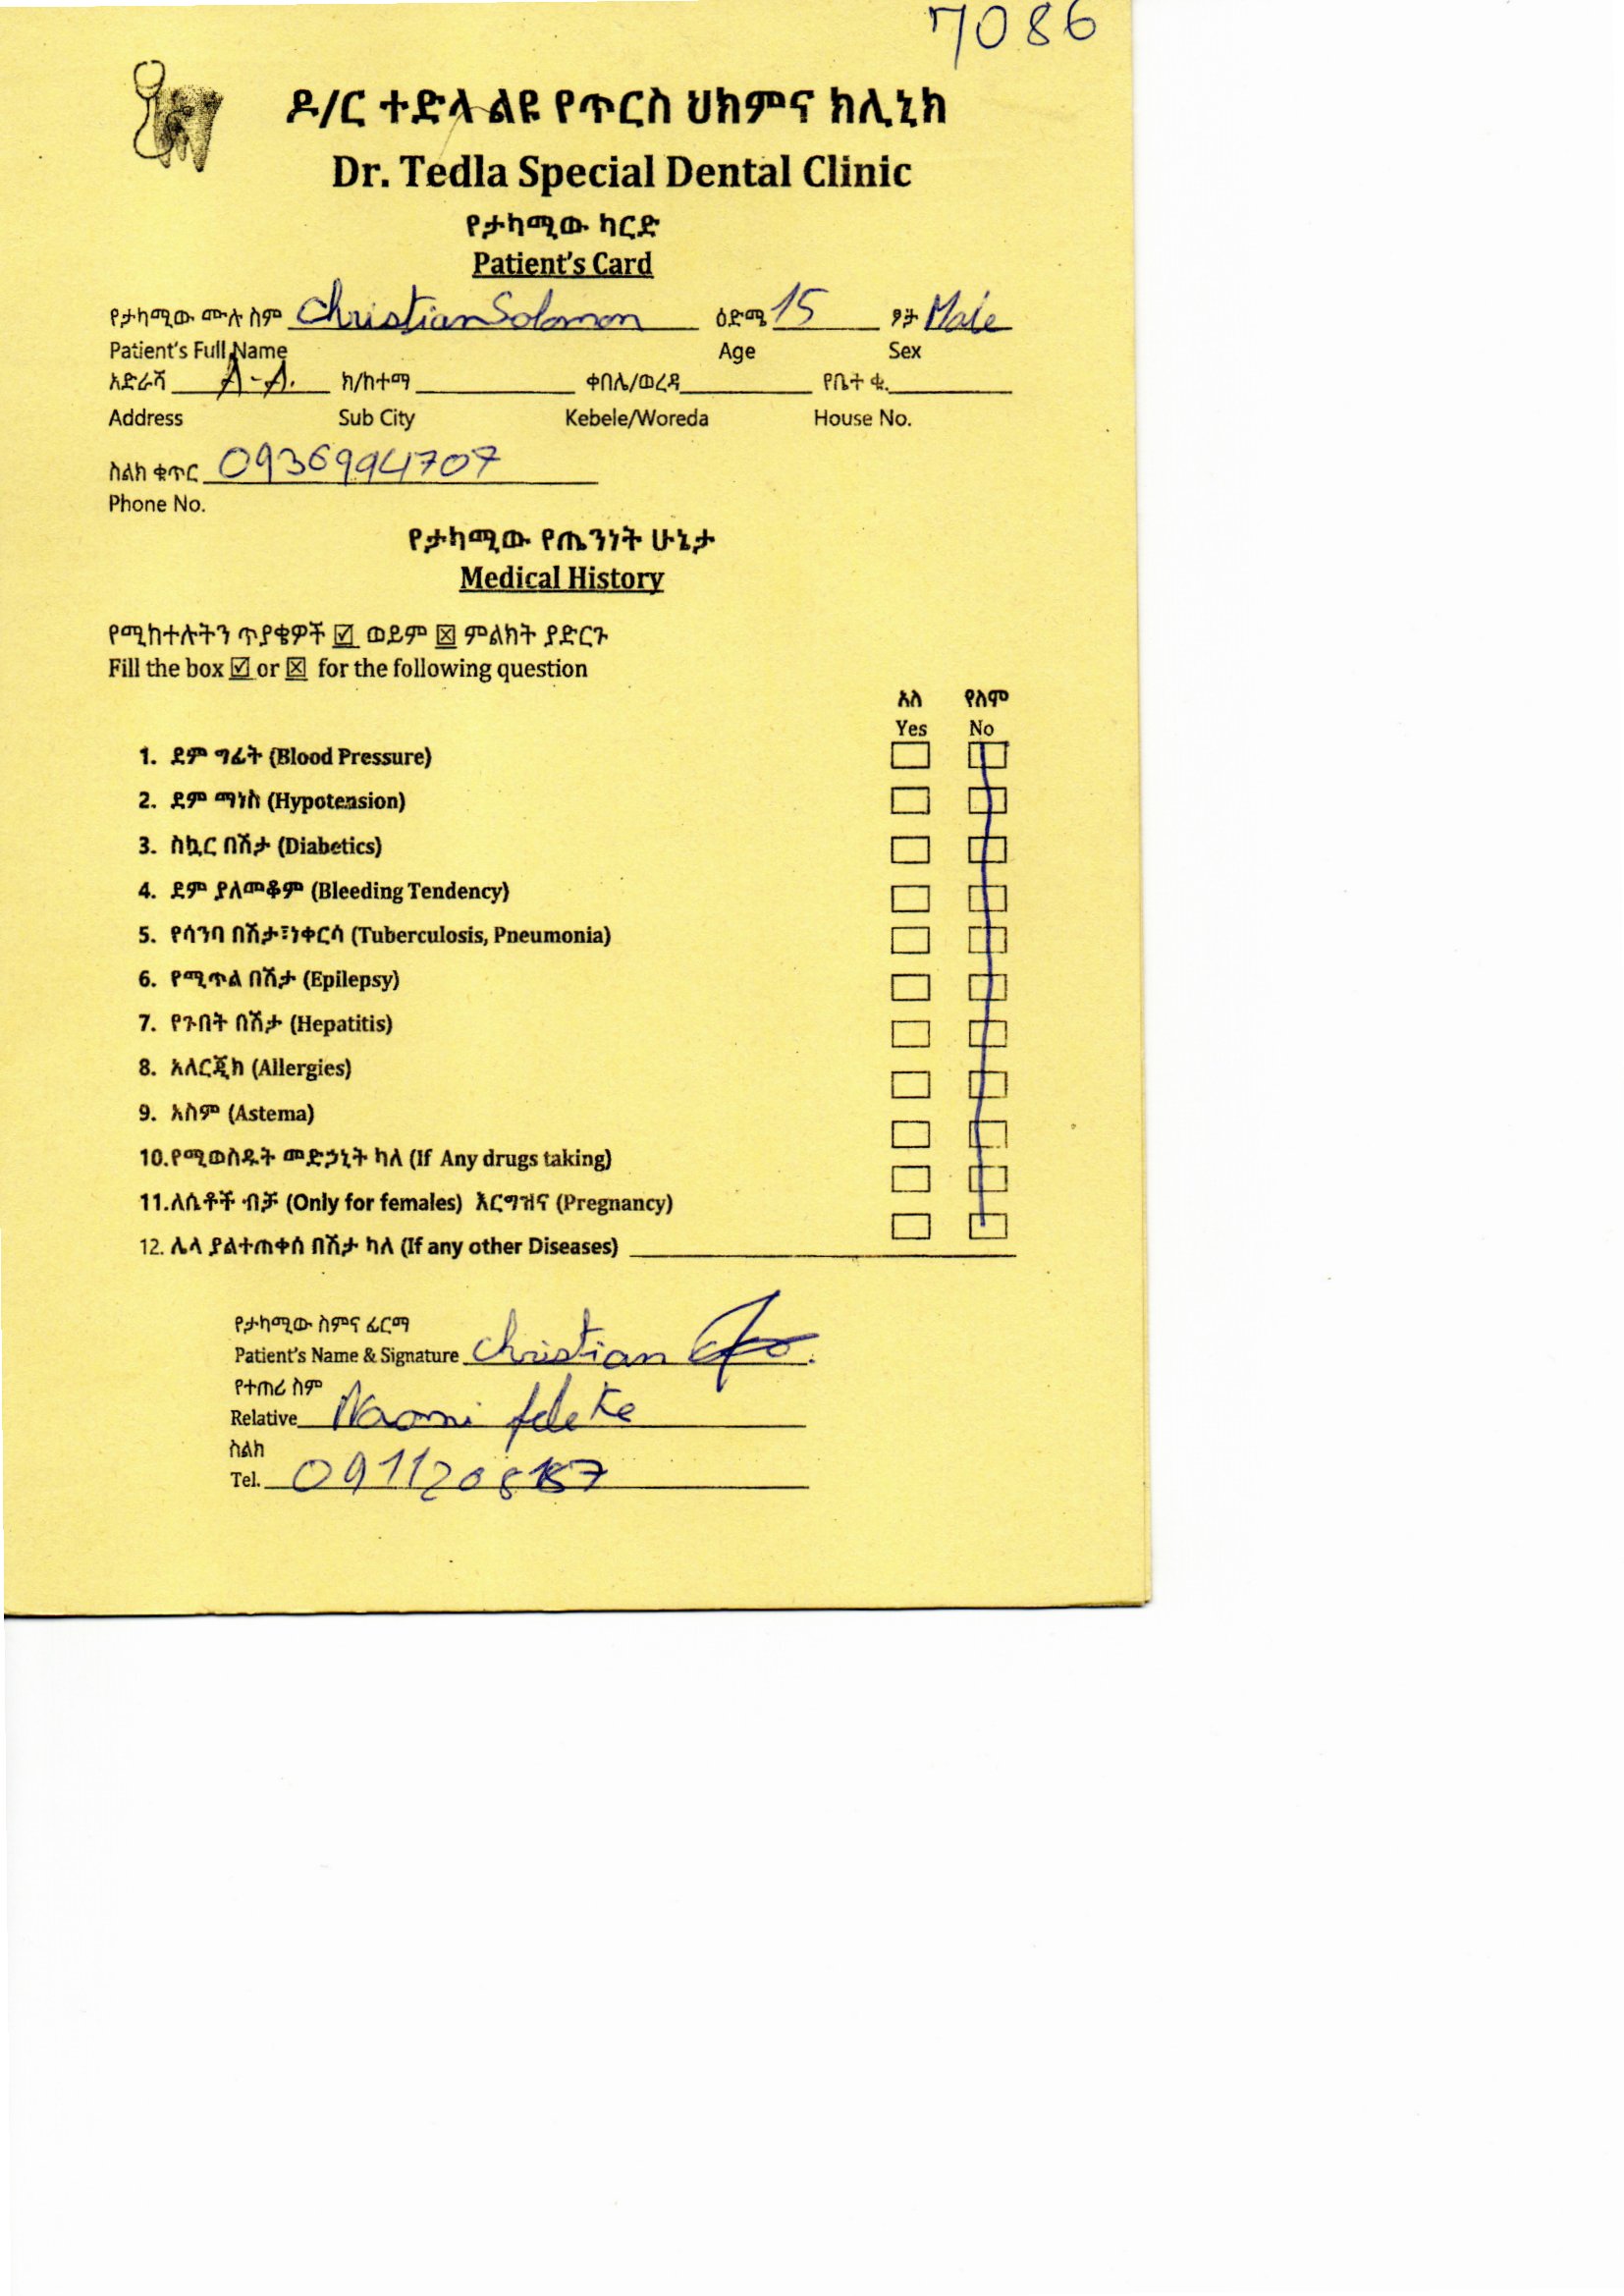 7086
ዶ/ር ተድላ ልዩ የጥርስ ህክምና ክሊኒክ
Dr. Tedla Special Dental Clinic
የታካሚው ካርድ
Patient's Card
የታካሚው ሙሉ ስም Christian Solomon ዕድሜ 15 ፆታ Male
Patient's Full Name Age Sex
አድራሻ A-A. ክ/ከተማ ቀበሌ/ወረዳ የቤት ቁ.
Address Sub City Kebele/Woreda House No.
ስልክ ቁጥር 0936994707
Phone No.
የታካሚው የጤንነት ሁኔታ
Medical History
የሚከተሉትን ጥያቄዎች ☑ ወይም ☒ ምልክት ያድርጉ
Fill the box ☑ or ☒ for the following question
አለ የለም
Yes No
1. ደም ግፊት (Blood Pressure)
2. ደም ማነስ (Hypotension)
3. ስኳር በሽታ (Diabetics)
4. ደም ያለመቆም (Bleeding Tendency)
5. የሳንባ በሽታ፣ነቀርሳ (Tuberculosis, Pneumonia)
6. የሚጥል በሽታ (Epilepsy)
7. የጉበት በሽታ (Hepatitis)
8. አለርጂክ (Allergies)
9. አስም (Astema)
10.የሚወስዱት መድኃኒት ካለ (If Any drugs taking)
11.ለሴቶች ብቻ (Only for females) እርግዝና (Pregnancy)
12. ሌላ ያልተጠቀሰ በሽታ ካለ (If any other Diseases)
የታካሚው ስምና ፊርማ
Patient's Name & Signature Christian
የተጠሪ ስም
Relative Naomi feleke
ስልክ
Tel.